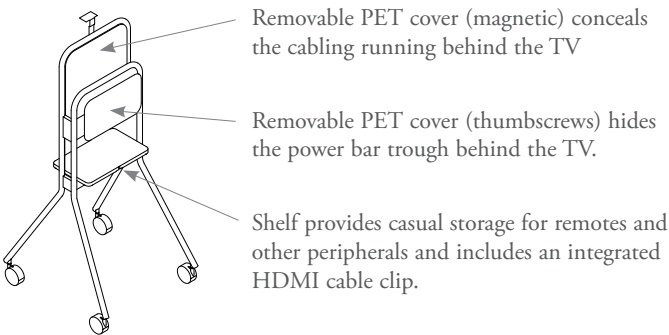 Removable PET cover (magnetic) conceals
the cabling running behind the TV
Removable PET cover (thumbscrews) hides
the power bar trough behind the TV.
Shelf provides casual storage for remotes and
other peripherals and includes an integrated
HDMI cable clip.